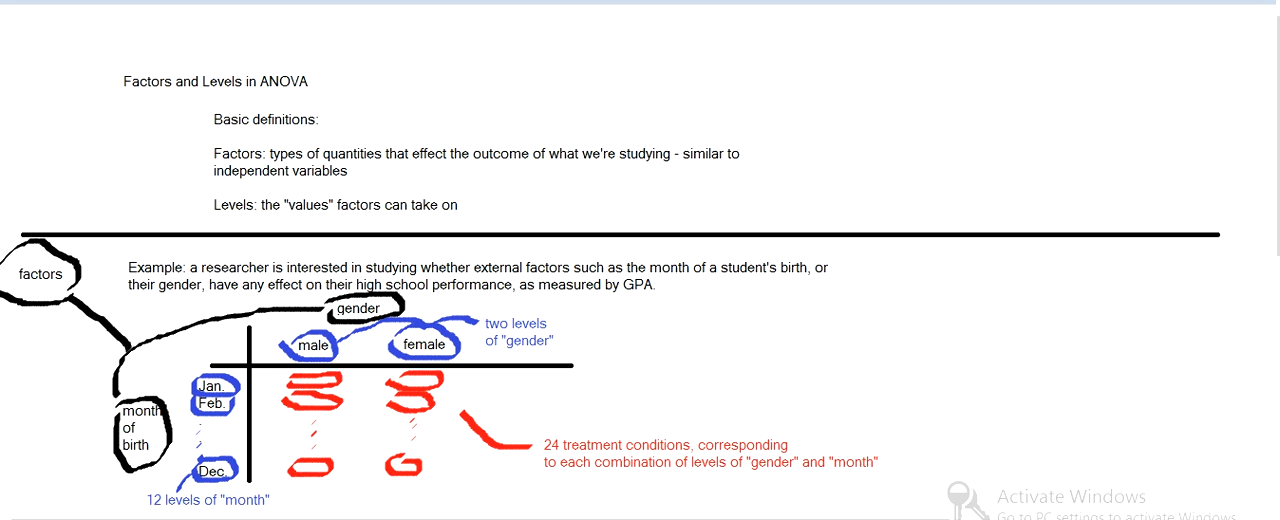 Factors and Levels in ANOVA
Basic definitions:
Factors: types of quantities that effect the outcome of what we're studying - similar to
independent variables
Levels: the "values" factors can take on
factors
Example: a researcher is interested in studying whether external factors such as the month of a student's birth, or
their gender, have any effect on their high school performance, as measured by GPA.
gender
two levels
of "gender"
male
female
Jan.
Feb.
month
of
birth
Dec.
12 levels of "month"
24 treatment conditions, corresponding
to each combination of levels of "gender" and "month"
Activate Windows
Go to PC settings to activate Windows.